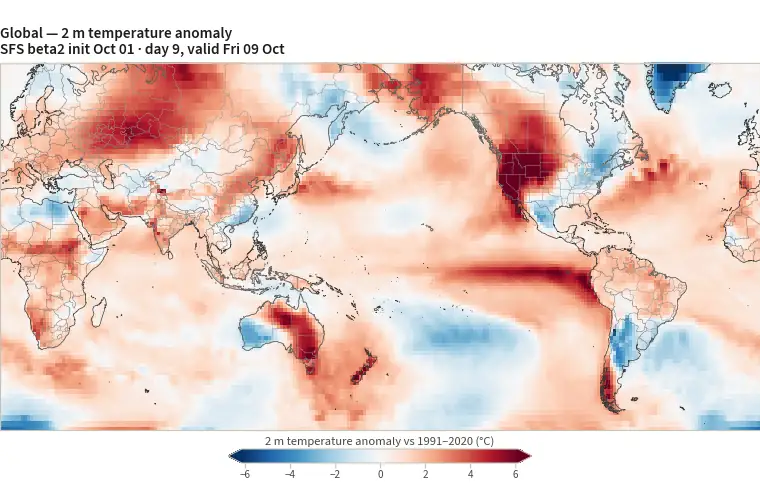 Global — 2 m temperature anomaly
SFS beta2 init Oct 01 · day 9, valid Fri 09 Oct
2 m temperature anomaly vs 1991–2020 (°C)
−6 −4 −2 0 2 4 6